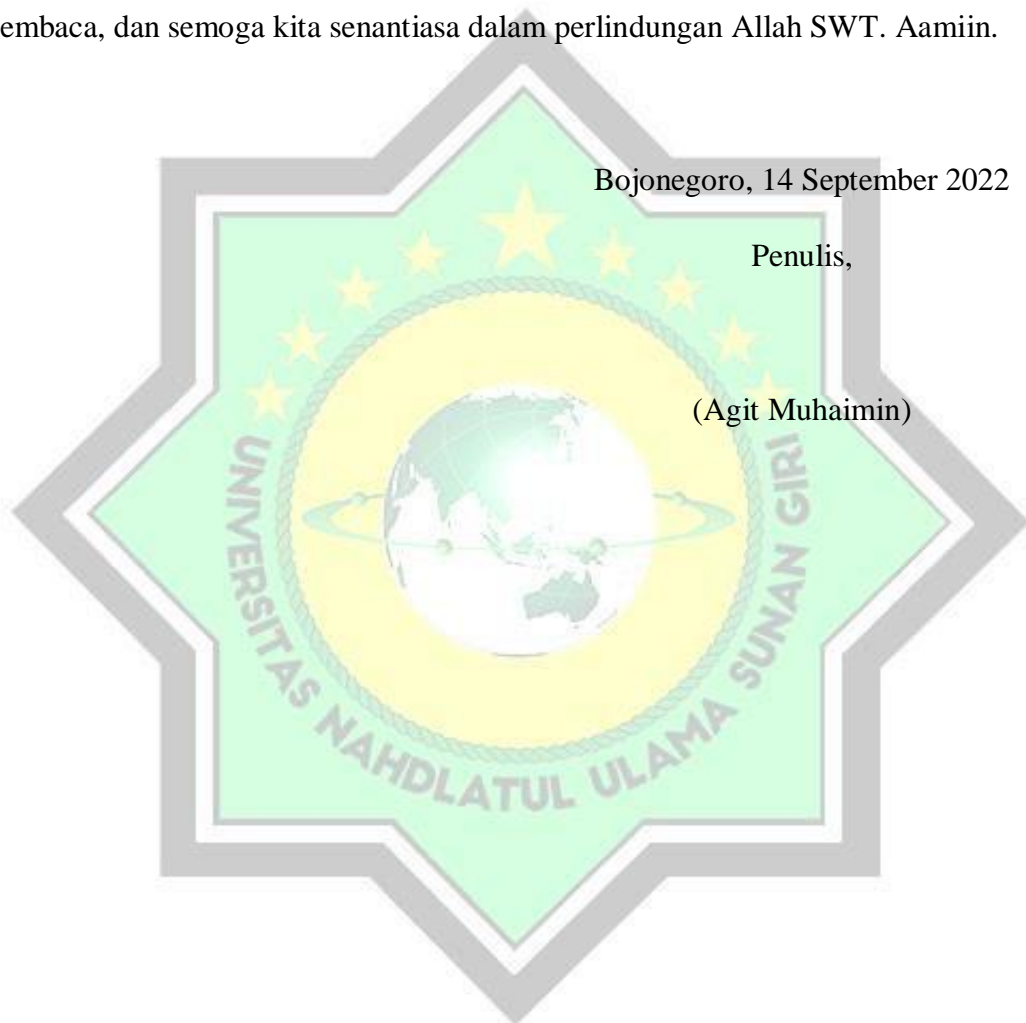 embaca, dan semoga kita senantiasa dalam perlindungan Allah SWT. Aamiin.
Bojonegoro, 14 September 2022
Penulis,
(Agit Muhaimin)
UNIVERSITAS NAHDLATUL ULAMA SUNAN GIRI